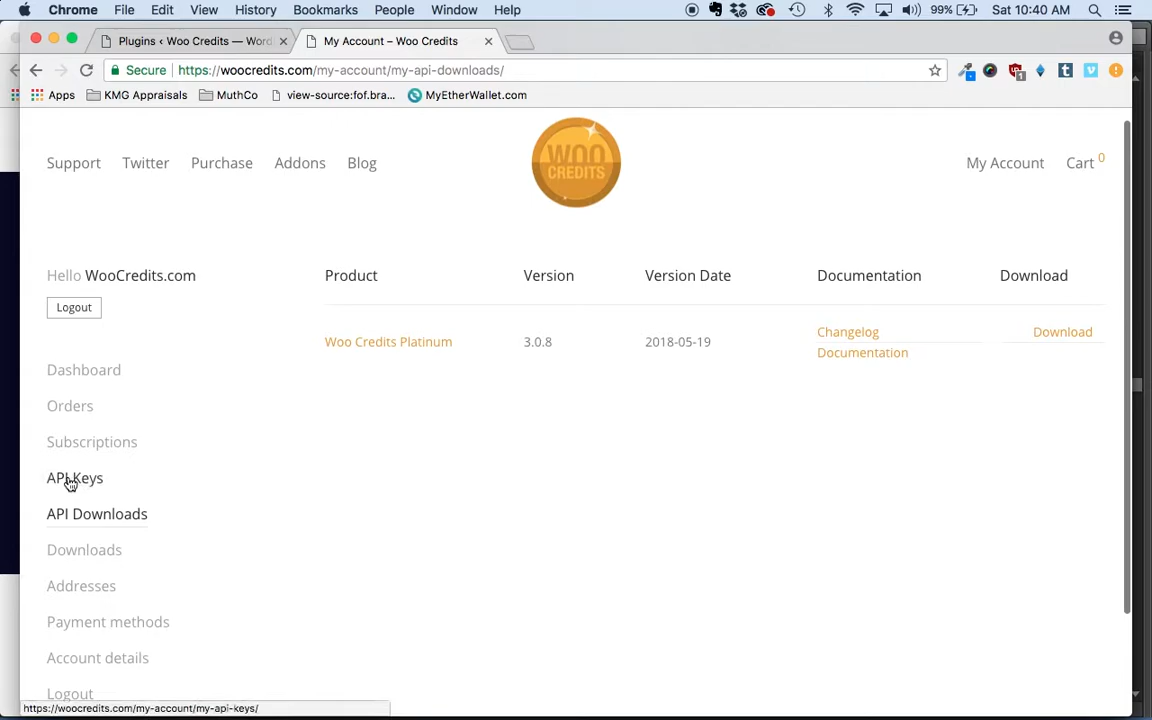 Chrome File Edit View History Bookmarks People Window Help 99% Sat 10:40 AM
Plugins ‹ Woo Credits — Word
My Account – Woo Credits
Secure https://woocredits.com/my-account/my-api-downloads/
Apps KMG Appraisals MuthCo view-source:fof.bra... MyEtherWallet.com
Support Twitter Purchase Addons Blog
WOO
CREDITS
My Account Cart 0
Hello WooCredits.com
Logout
Dashboard
Orders
Subscriptions
API Keys
API Downloads
Downloads
Addresses
Payment methods
Account details
Logout
Product Version Version Date Documentation Download
Woo Credits Platinum 3.0.8 2018-05-19 Changelog Download
Documentation
https://woocredits.com/my-account/my-api-keys/